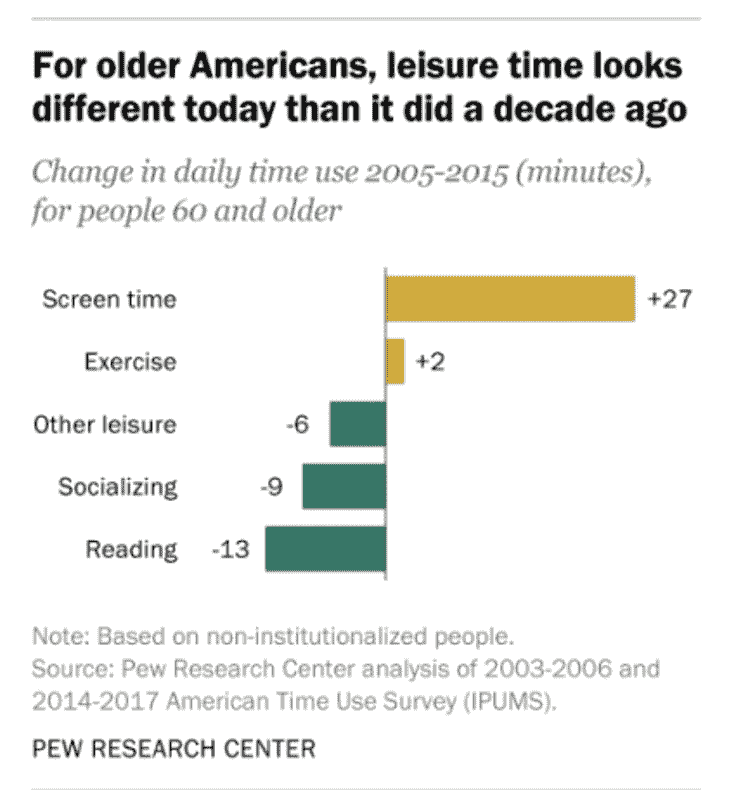 For older Americans, leisure time looks
different today than it did a decade ago
Change in daily time use 2005-2015 (minutes),
for people 60 and older
Screen time +27
Exercise +2
Other leisure -6
Socializing -9
Reading -13
Note: Based on non-institutionalized people.
Source: Pew Research Center analysis of 2003-2006 and
2014-2017 American Time Use Survey (IPUMS).
PEW RESEARCH CENTER